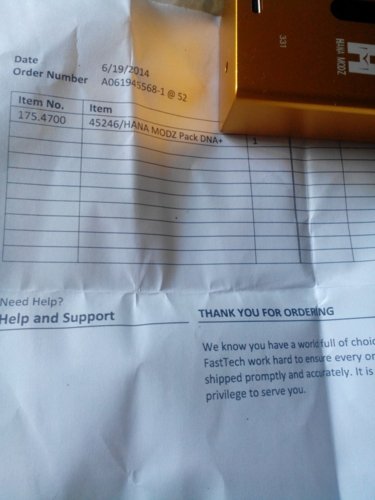 331
HANA MODZ
Date 6/19/2014
Order Number A061945568-1 @ 52
Item No. Item
175.4700 45246/HANA MODZ Pack DNA+ 1
Need Help?
Help and Support
THANK YOU FOR ORDERING
We know you have a world full of choic
FastTech work hard to ensure every or
shipped promptly and accurately. It is
privilege to serve you.